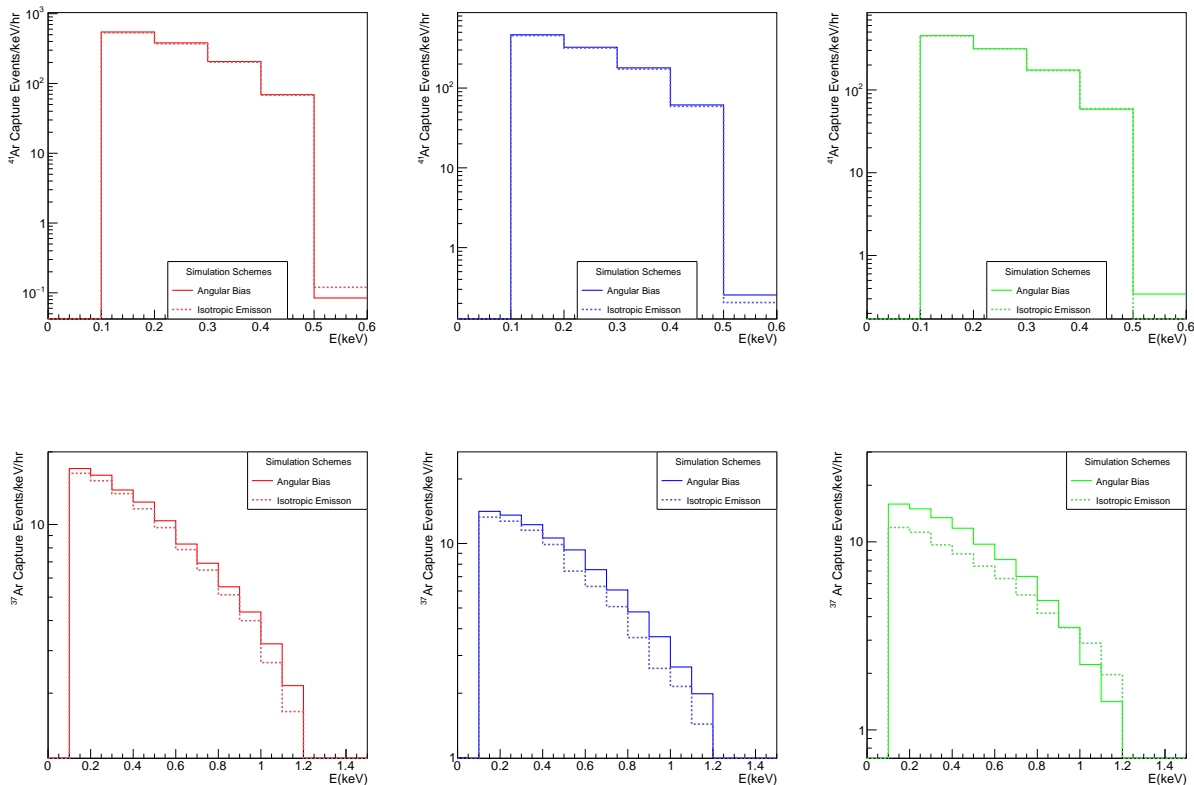 ⁴¹Ar Capture Events/keV/hr
10³
10²
10
1
10⁻¹
0 0.1 0.2 0.3 0.4 0.5 0.6
E(keV)
Simulation Schemes
Angular Bias
Isotropic Emisson
⁴¹Ar Capture Events/keV/hr
10²
10
1
0 0.1 0.2 0.3 0.4 0.5 0.6
E(keV)
Simulation Schemes
Angular Bias
Isotropic Emisson
⁴¹Ar Capture Events/keV/hr
10²
10
1
0 0.1 0.2 0.3 0.4 0.5 0.6
E(keV)
Simulation Schemes
Angular Bias
Isotropic Emisson
³⁷Ar Capture Events/keV/hr
10
0 0.2 0.4 0.6 0.8 1 1.2 1.4
E(keV)
Simulation Schemes
Angular Bias
Isotropic Emisson
³⁷Ar Capture Events/keV/hr
10
1
0 0.2 0.4 0.6 0.8 1 1.2 1.4
E(keV)
Simulation Schemes
Angular Bias
Isotropic Emisson
³⁷ Ar Capture Events/keV/hr
10
1
0 0.2 0.4 0.6 0.8 1 1.2 1.4
E(keV)
Simulation Schemes
Angular Bias
Isotropic Emisson